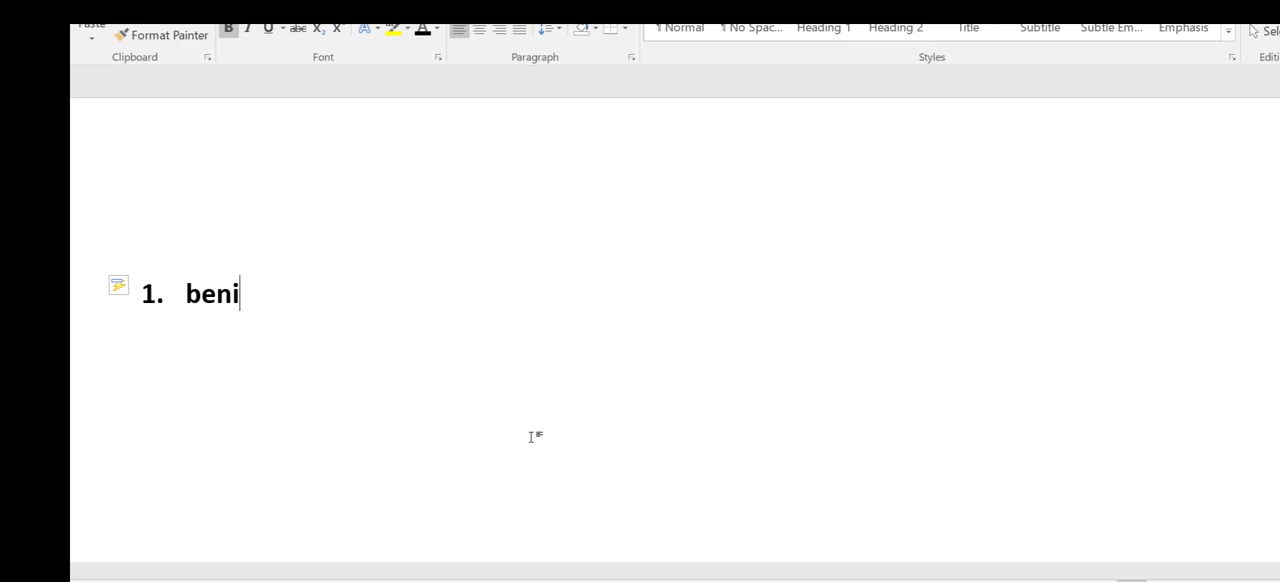 Format Painter
B I U abc X₂ X A A
¶ Normal ¶ No Spac... Heading 1 Heading 2 Title Subtitle Subtle Em... Emphasis
Clipboard Font Paragraph Styles
1. beni